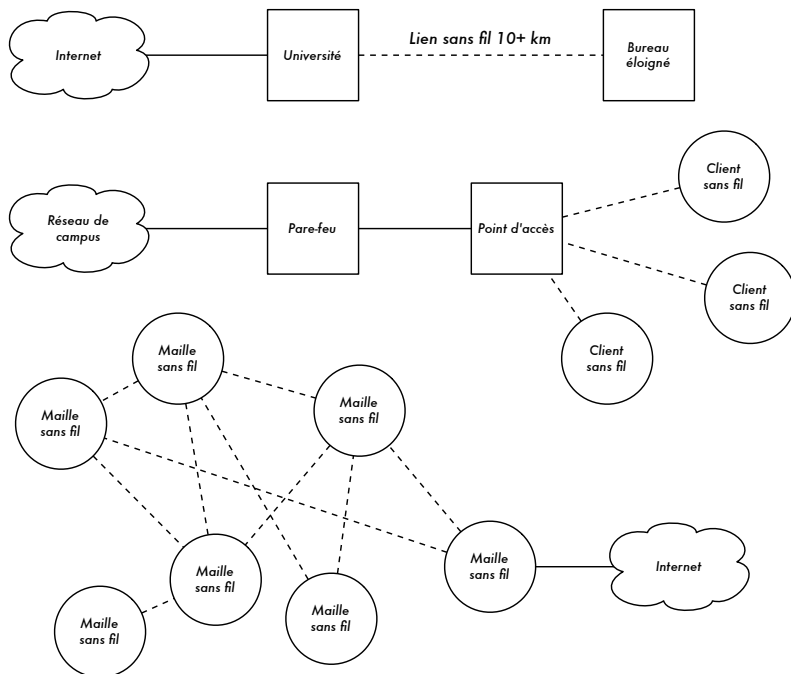 Internet
Université
Lien sans fil 10+ km
Bureau
éloigné
Réseau de
campus
Pare-feu
Point d'accès
Client
sans fil
Client
sans fil
Client
sans fil
Maille
sans fil
Maille
sans fil
Maille
sans fil
Maille
sans fil
Maille
sans fil
Maille
sans fil
Maille
sans fil
Internet